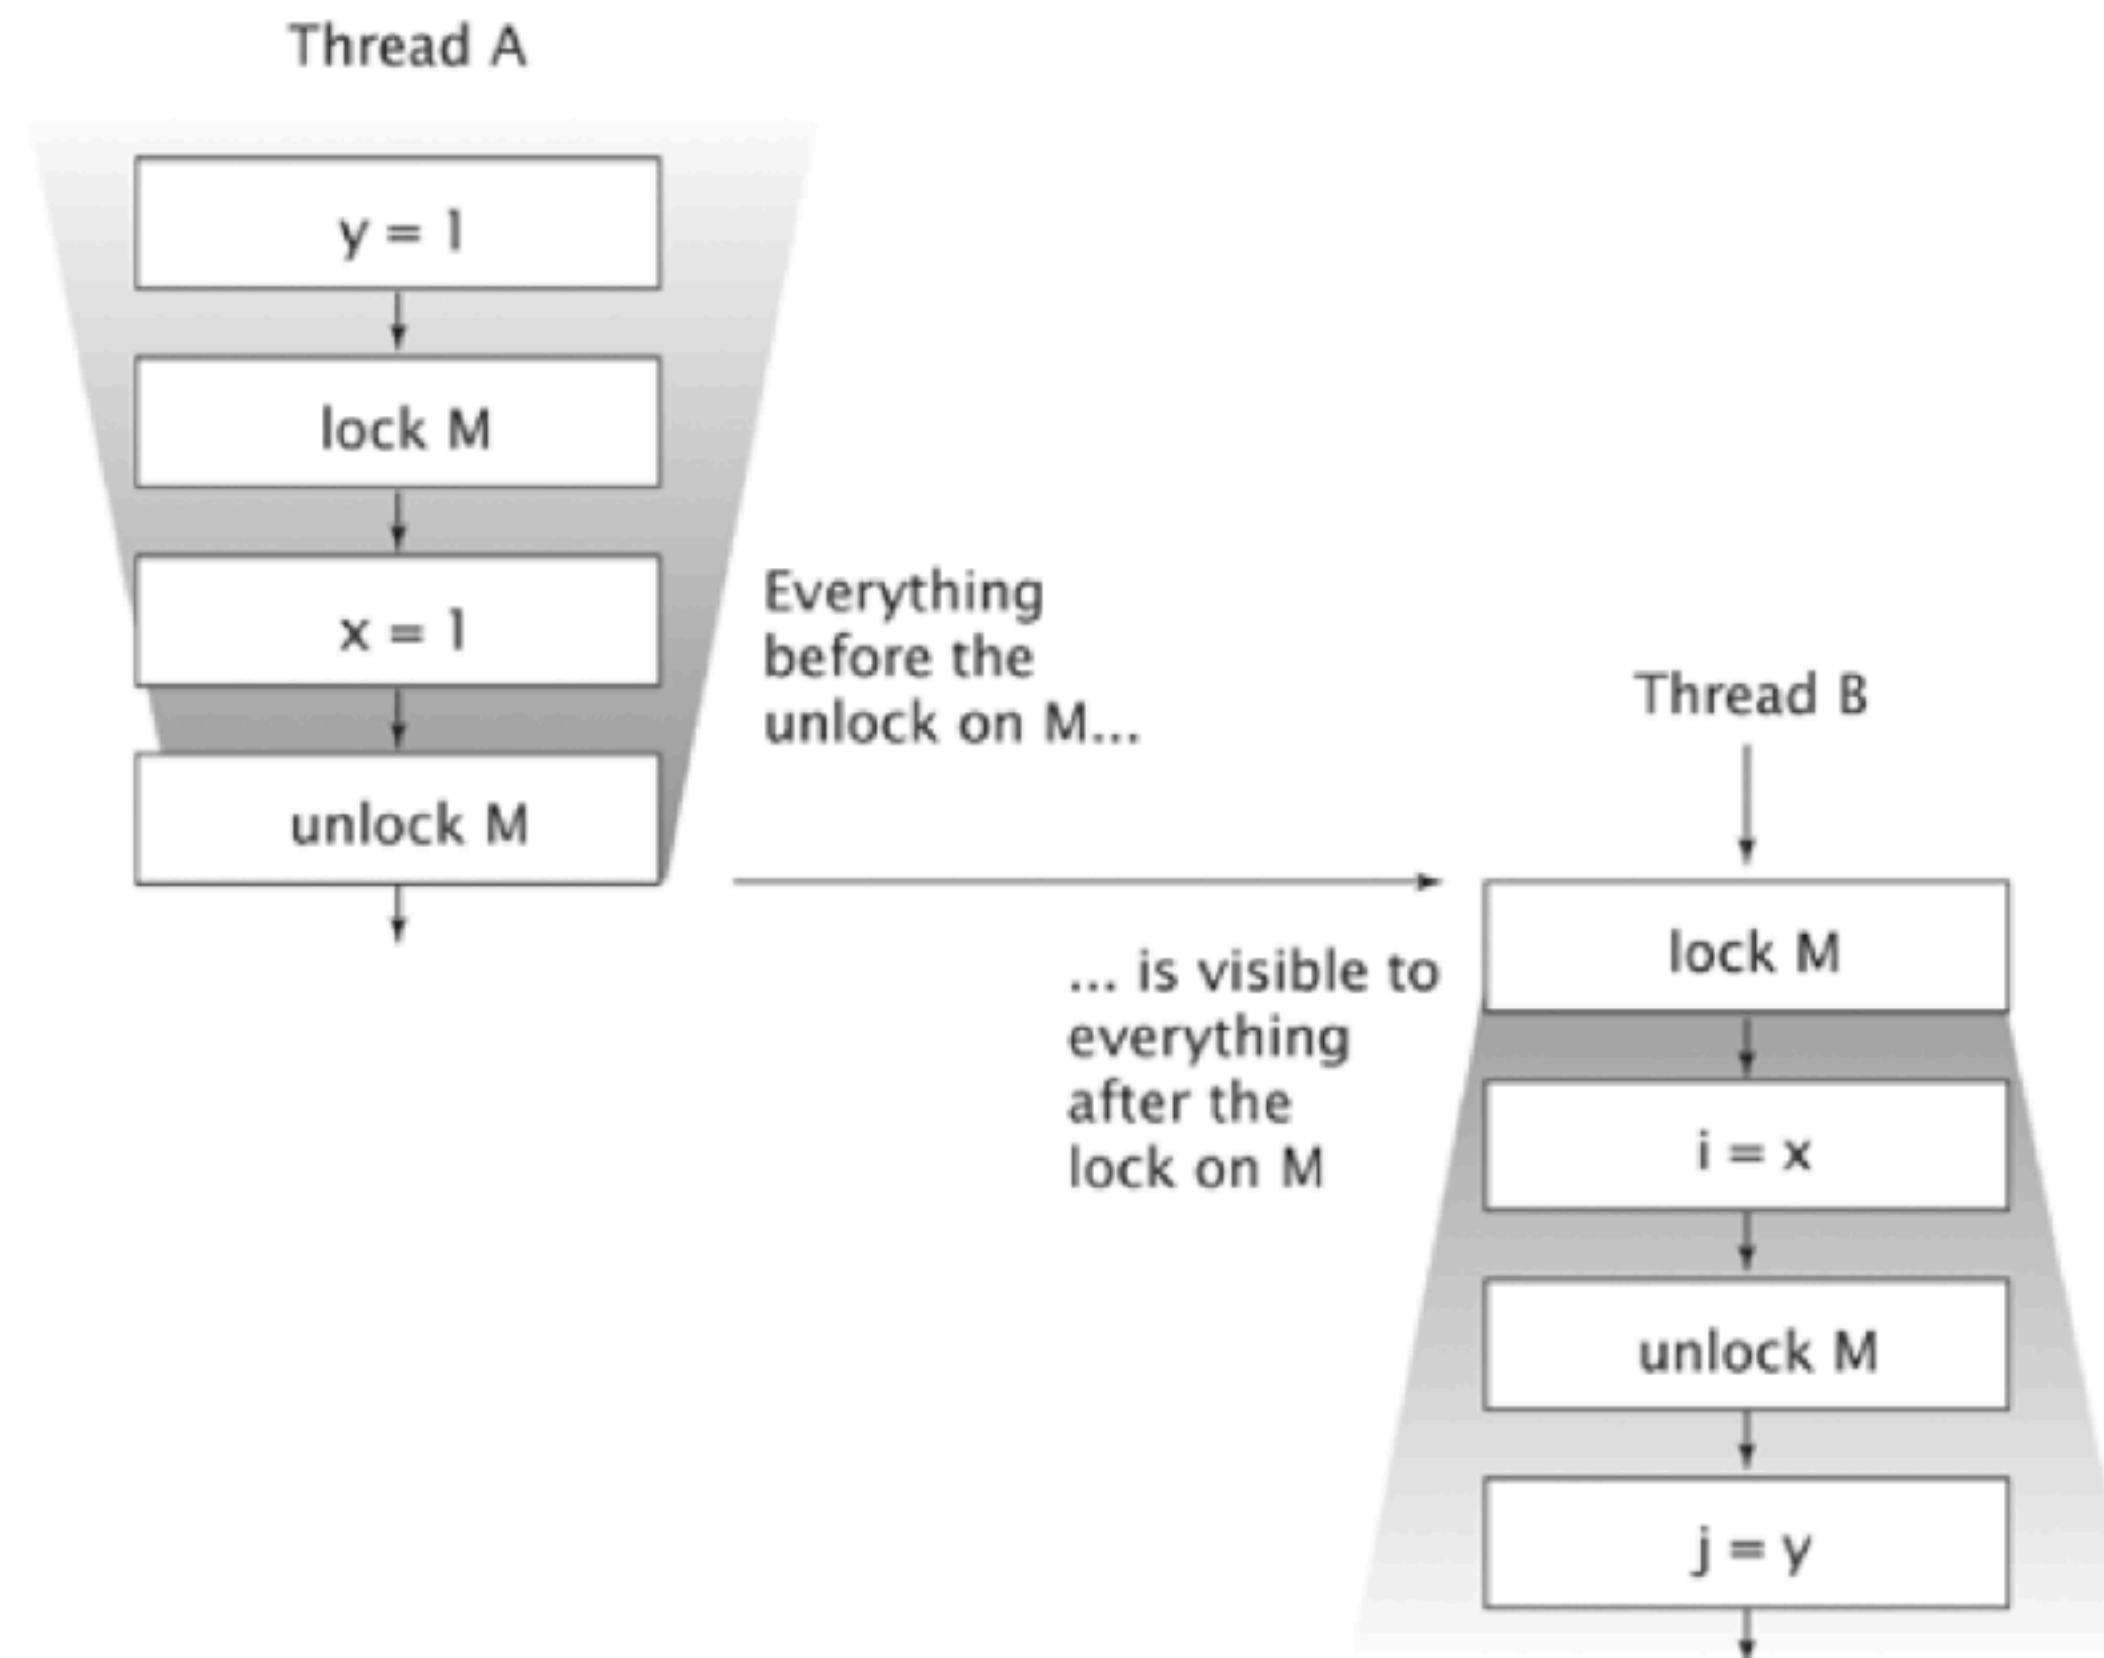 Thread A
y = 1
lock M
x = 1
unlock M
Everything
before the
unlock on M...
Thread B
... is visible to
everything
after the
lock on M
lock M
i = x
unlock M
j = y